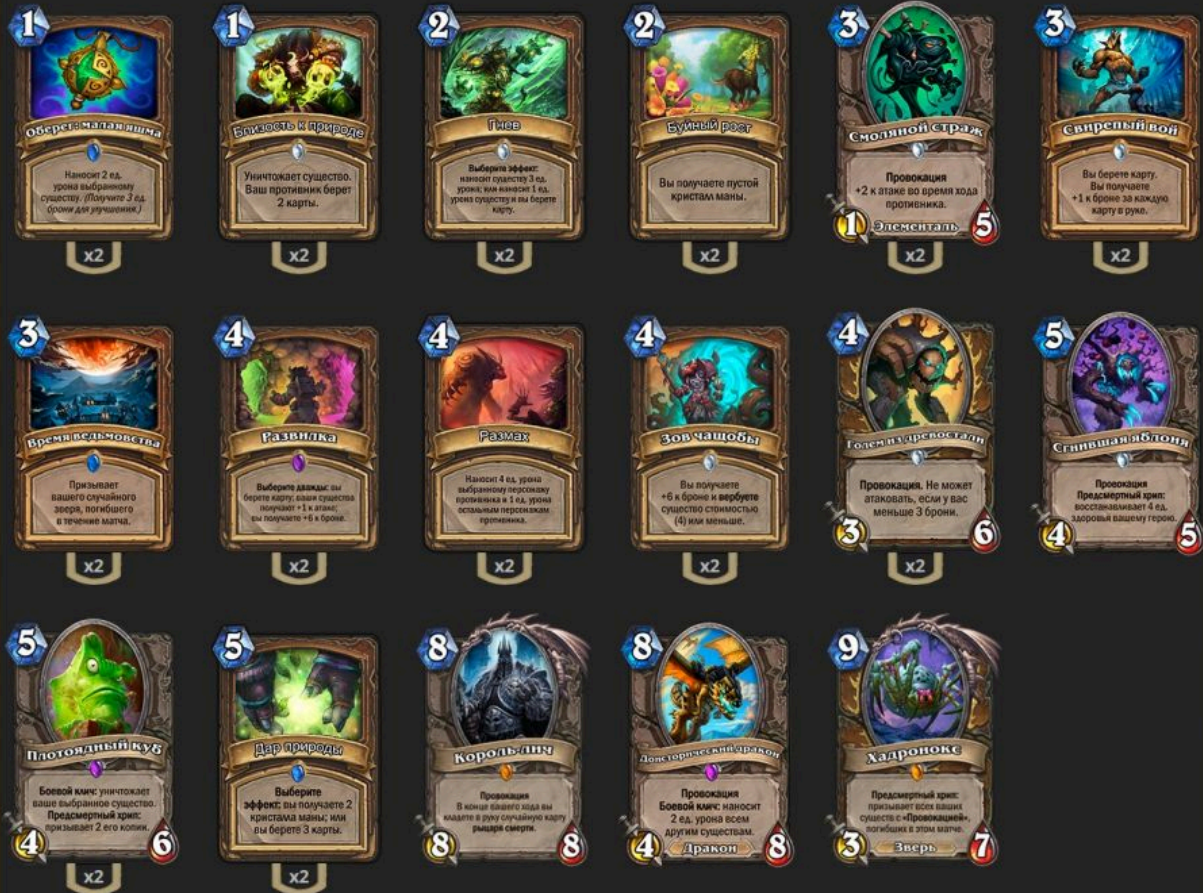 1
Оберег: малая яшма
Наносит 2 ед.
урона выбранному
существу. (Получите 3 ед.
брони для улучшения.)
x2
1
Близость к природе
Уничтожает существо.
Ваш противник берет
2 карты.
x2
2
Гнев
Выберите эффект:
наносит существу 3 ед.
урона; или наносит 1 ед.
урона существу и вы берете
карту.
x2
2
Буйный рост
Вы получаете пустой
кристалл маны.
x2
3
Смоляной страж
Провокация
+2 к атаке во время хода
противника.
1
Элементаль
5
x2
3
Свирепый вой
Вы берете карту.
Вы получаете
+1 к броне за каждую
карту в руке.
x2
3
Время ведьмовства
Призывает
вашего случайного
зверя, погибшего
в течение матча.
x2
4
Развилка
Выберите дважды: вы
берете карту; ваши существа
получают +1 к атаке;
вы получаете +6 к броне.
x2
4
Размах
Наносит 4 ед. урона
выбранному персонажу
противника и 1 ед. урона
остальным персонажам
противника.
x2
4
Зов чащобы
Вы получаете
+6 к броне и вербуете
существо стоимостью
(4) или меньше.
x2
4
Голем из древостали
Провокация. Не может
атаковать, если у вас
меньше 3 брони.
3
6
x2
5
Сгнившая яблоня
Провокация
Предсмертный хрип:
восстанавливает 4 ед.
здоровья вашему герою.
4
5
5
Плотоядный куб
Боевой клич: уничтожает
ваше выбранное существо.
Предсмертный хрип:
призывает 2 его копии.
4
6
x2
5
Дар природы
Выберите
эффект: вы получаете 2
кристалла маны; или
вы берете 3 карты.
x2
8
Король-лич
Провокация
В конце вашего хода вы
кладете в руку случайную карту
рыцаря смерти.
8
8
8
Доисторический дракон
Провокация
Боевой клич: наносит
2 ед. урона всем
другим существам.
4
Дракон
8
9
Хадронокс
Предсмертный хрип:
призывает всех ваших
существ с «Провокацией»,
погибших в этом матче.
3
Зверь
7